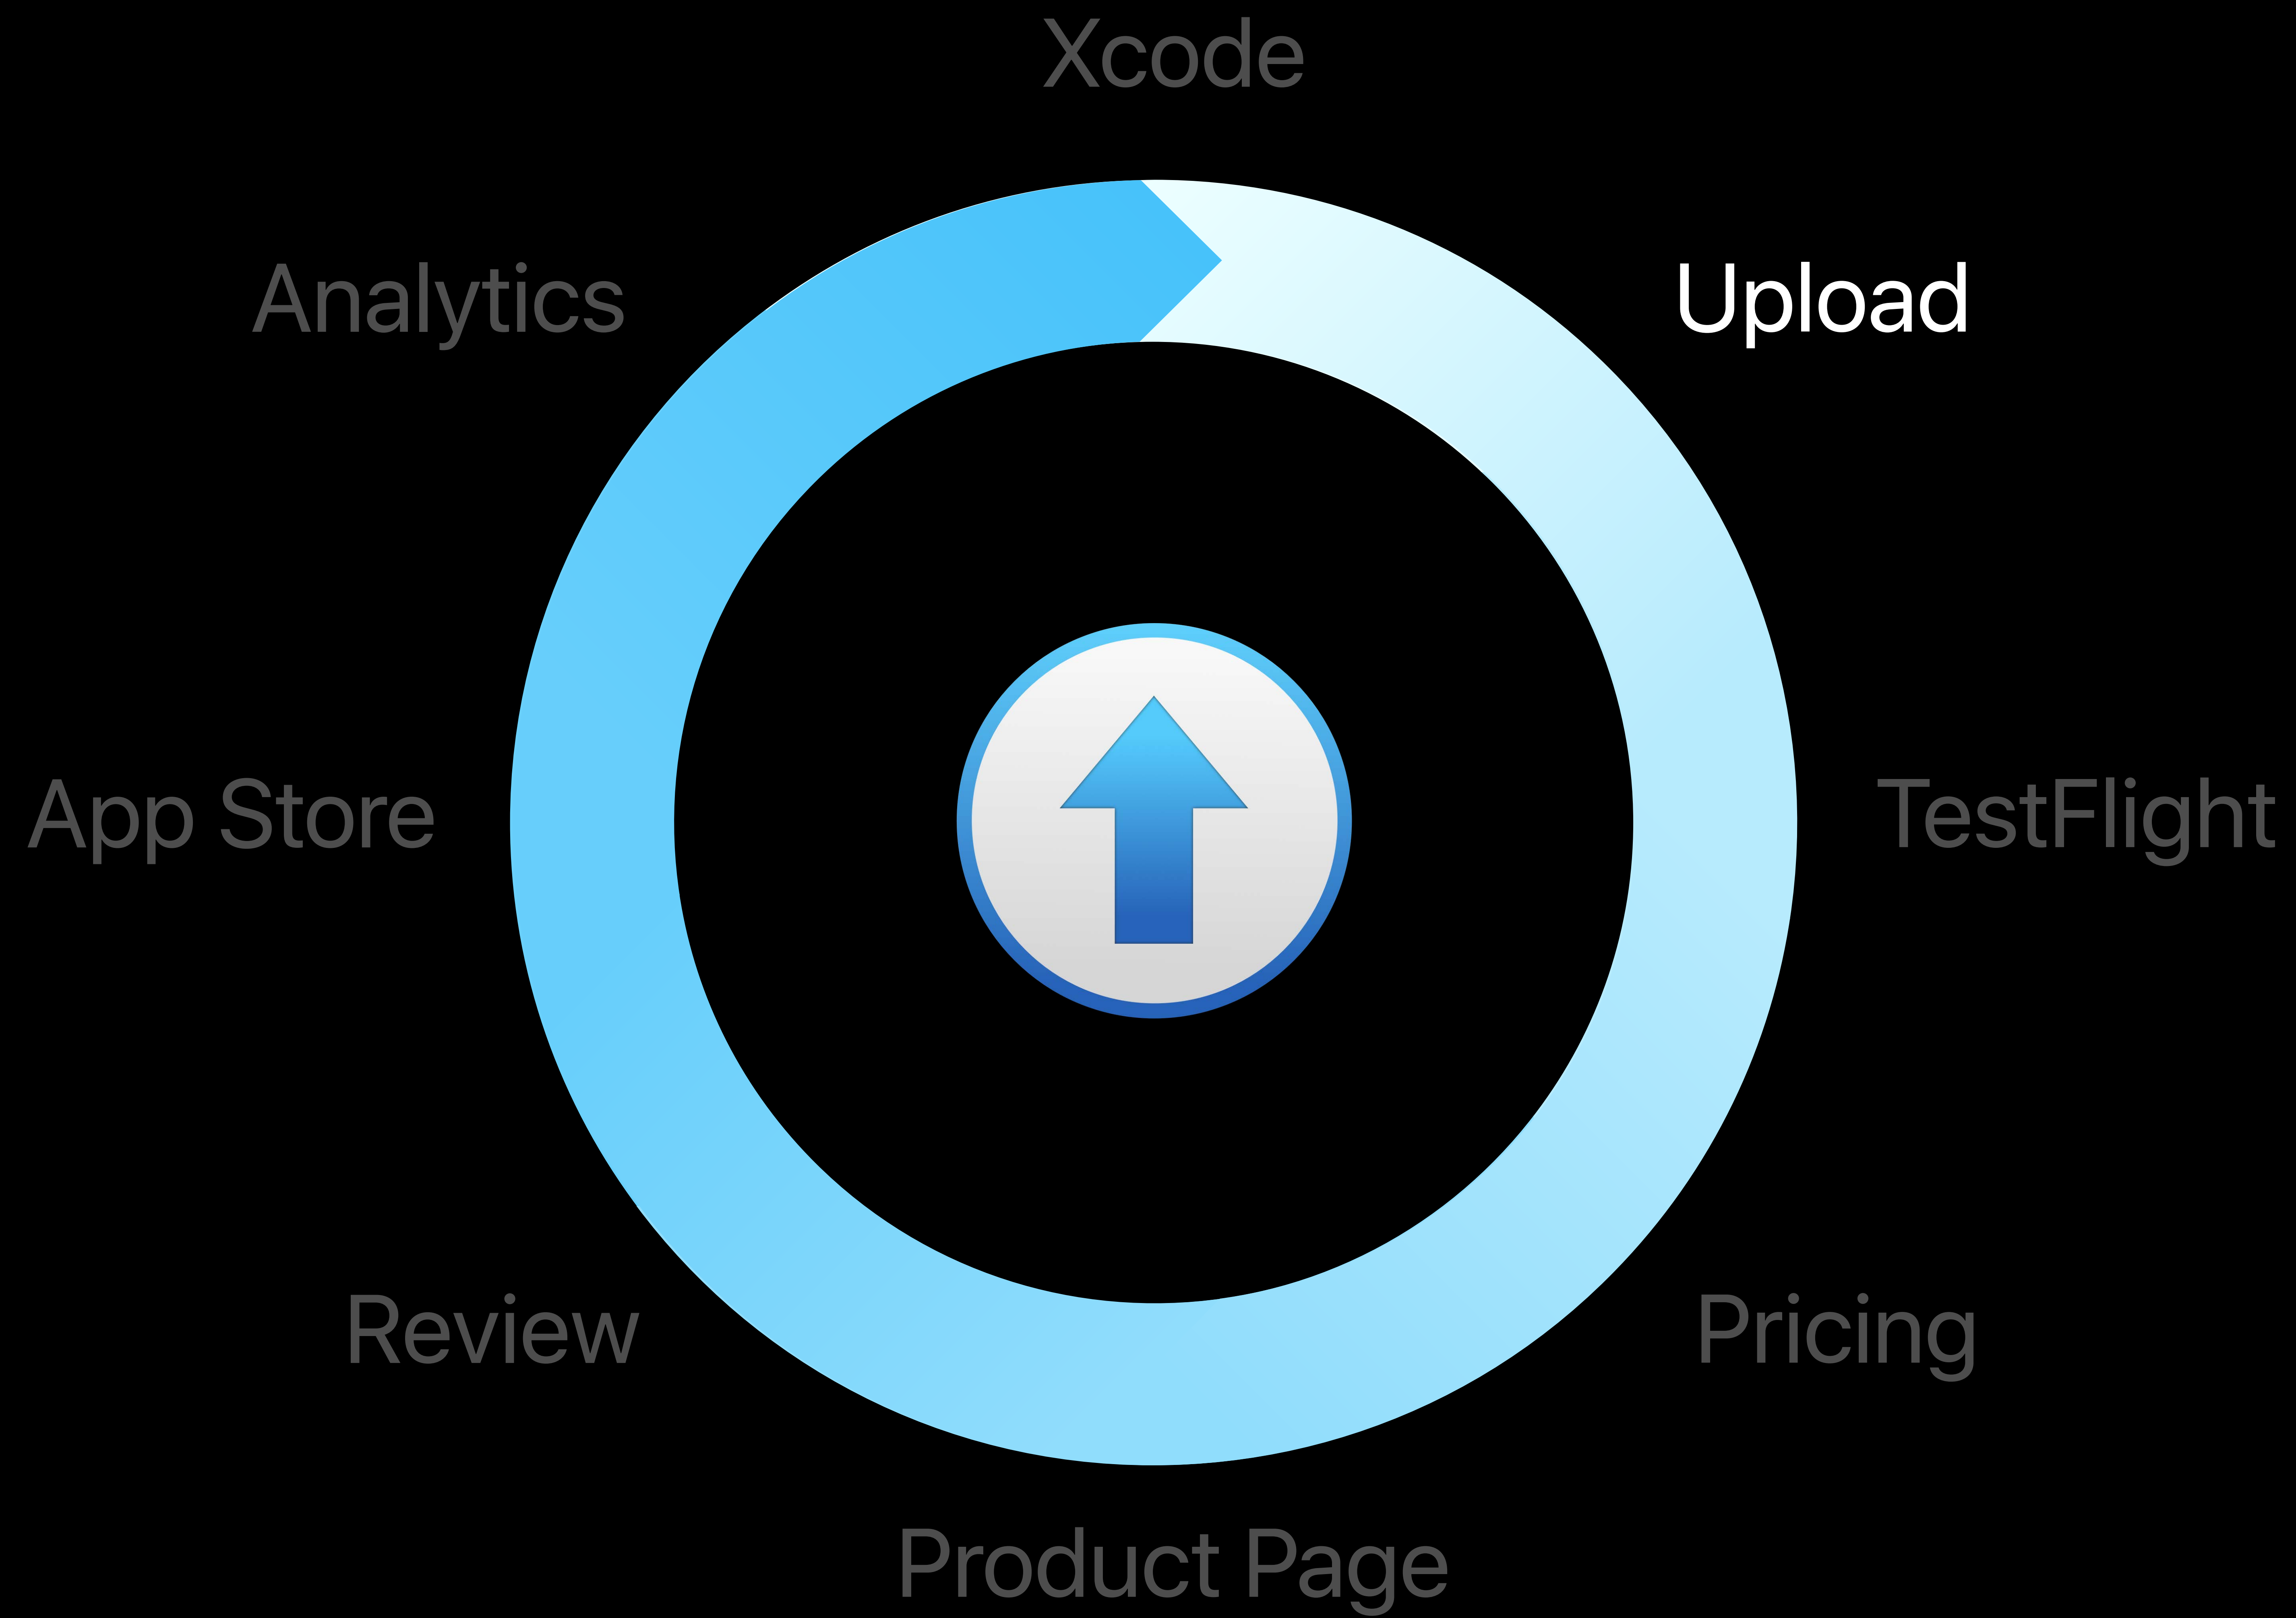 Xcode
Analytics
Upload
App Store
TestFlight
Review
Pricing
Product Page